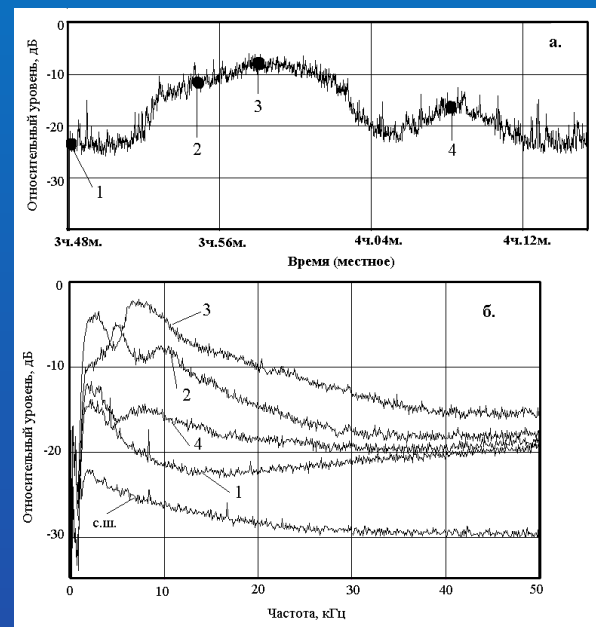 0
-10
-20
-30
Относительный уровень, дБ
а.
1
2
3
4
3ч.48м.
3ч.56м.
4ч.04м.
4ч.12м.
Время (местное)
0
-10
-20
-30
Относительный уровень, дБ
б.
3
2
4
1
с.ш.
0
10
20
30
40
50
Частота, кГц